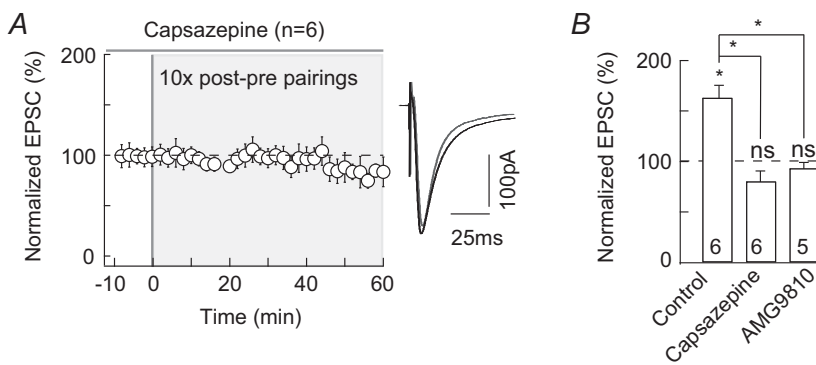 A
Capsazepine (n=6)
Normalized EPSC (%)
200
100
0
10x post-pre pairings
-10 0 10 20 40 60
Time (min)
100pA
25ms
B
Normalized EPSC (%)
200
100
0
*
*
*
ns
ns
6
6
5
Control
Capsazepine
AMG9810